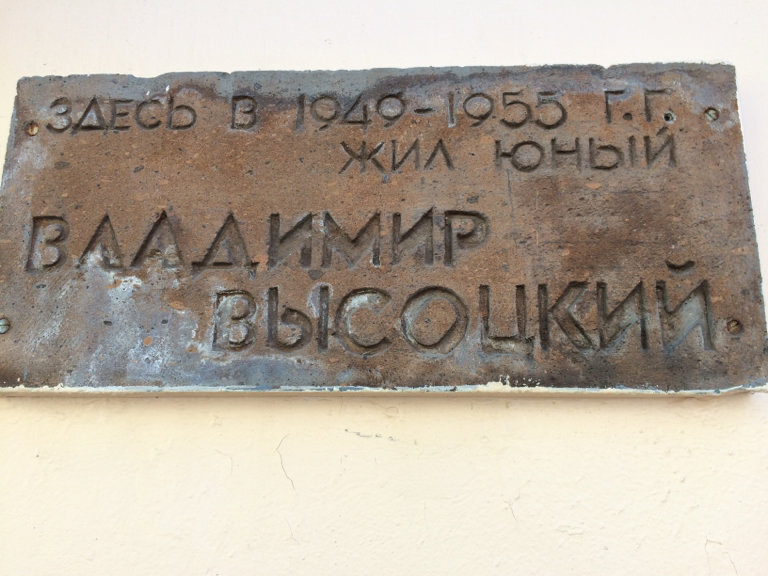 ЗДЕСЬ В 1949-1955 Г.Г.
ЖИЛ ЮНЫЙ
ВЛАДИМИР
ВЫСОЦКИЙ